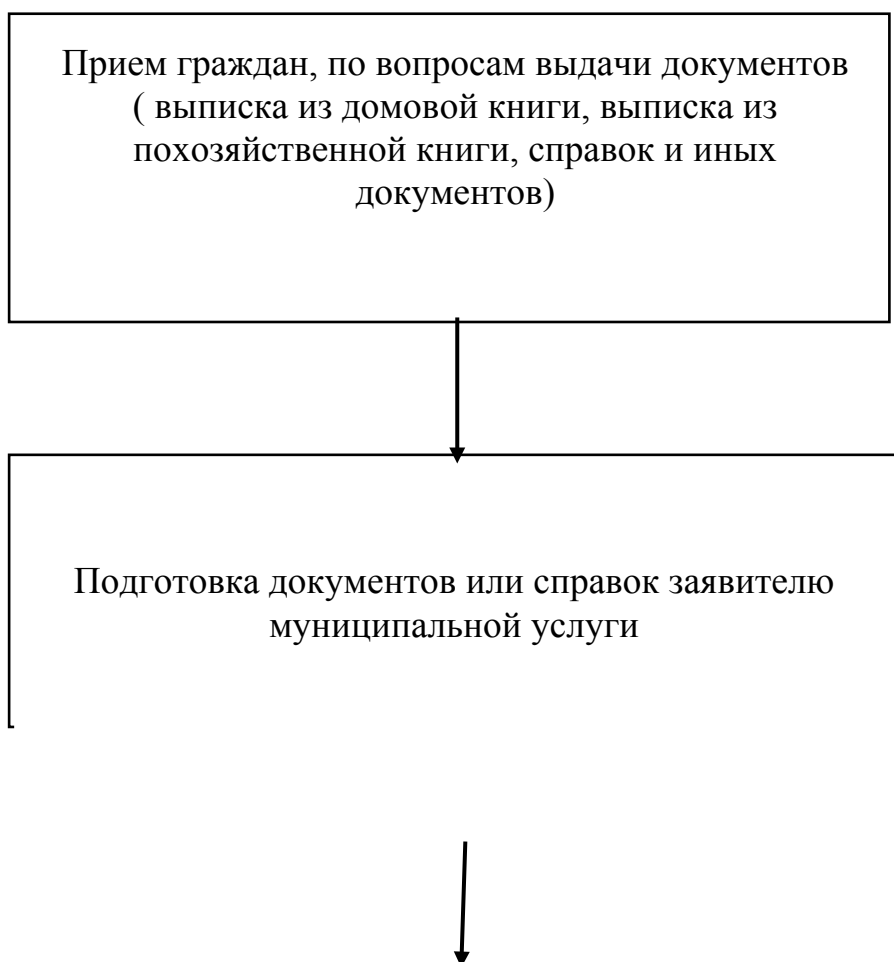 Прием граждан, по вопросам выдачи документов
( выписка из домовой книги, выписка из
похозяйственной книги, справок и иных
документов)
Подготовка документов или справок заявителю
муниципальной услуги